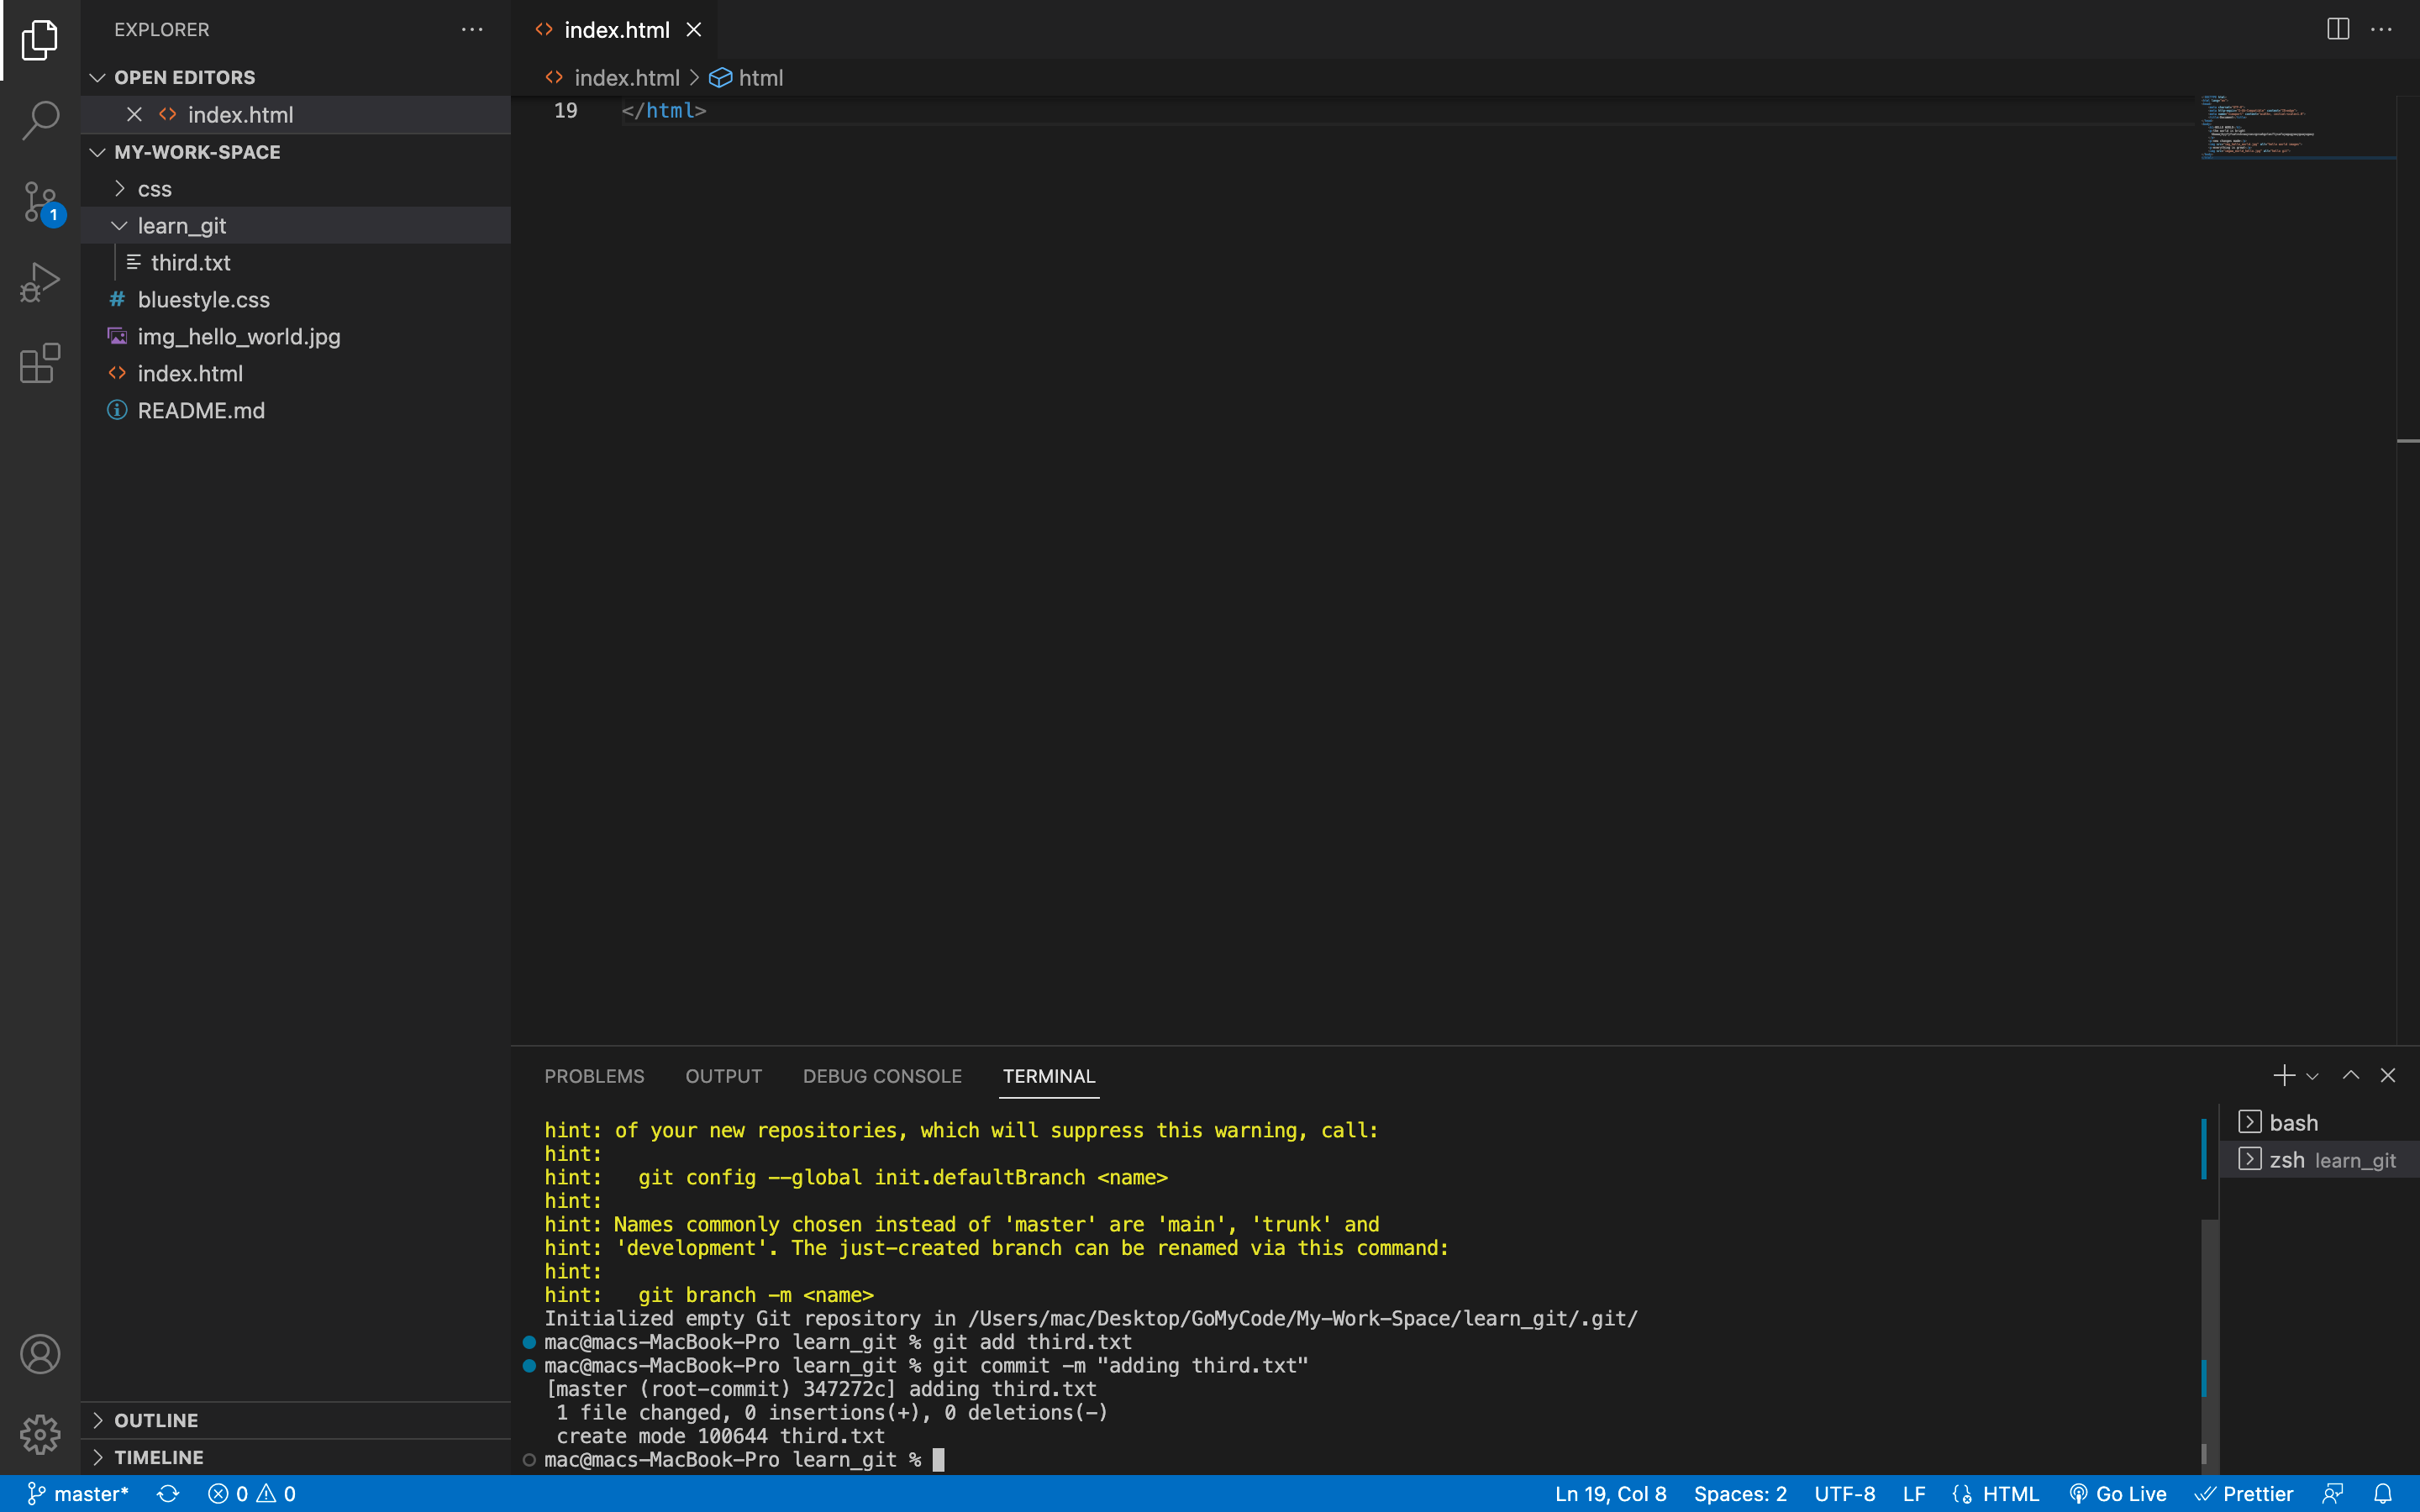 EXPLORER
OPEN EDITORS
index.html
MY-WORK-SPACE
css
learn_git
third.txt
bluestyle.css
img_hello_world.jpg
index.html
README.md
OUTLINE
TIMELINE
1
index.html
index.html > html
19 </html>
PROBLEMS OUTPUT DEBUG CONSOLE TERMINAL
hint: of your new repositories, which will suppress this warning, call:
hint:
hint:   git config --global init.defaultBranch <name>
hint:
hint: Names commonly chosen instead of 'master' are 'main', 'trunk' and
hint: 'development'. The just-created branch can be renamed via this command:
hint:
hint:   git branch -m <name>
Initialized empty Git repository in /Users/mac/Desktop/GoMyCode/My-Work-Space/learn_git/.git/
mac@macs-MacBook-Pro learn_git % git add third.txt
mac@macs-MacBook-Pro learn_git % git commit -m "adding third.txt"
[master (root-commit) 347272c] adding third.txt
 1 file changed, 0 insertions(+), 0 deletions(-)
 create mode 100644 third.txt
mac@macs-MacBook-Pro learn_git %
bash
zsh learn_git
master* 0 0 Ln 19, Col 8 Spaces: 2 UTF-8 LF HTML Go Live Prettier